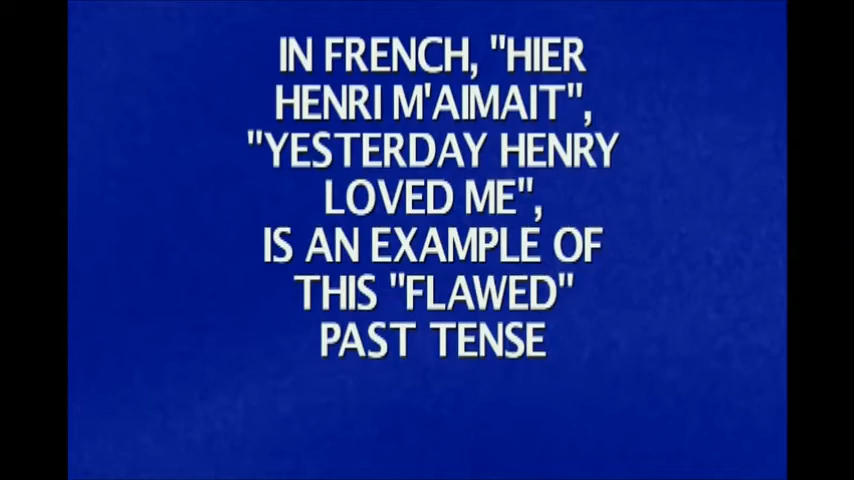 IN FRENCH, "HIER
HENRI M'AIMAIT",
"YESTERDAY HENRY
LOVED ME",
IS AN EXAMPLE OF
THIS "FLAWED"
PAST TENSE